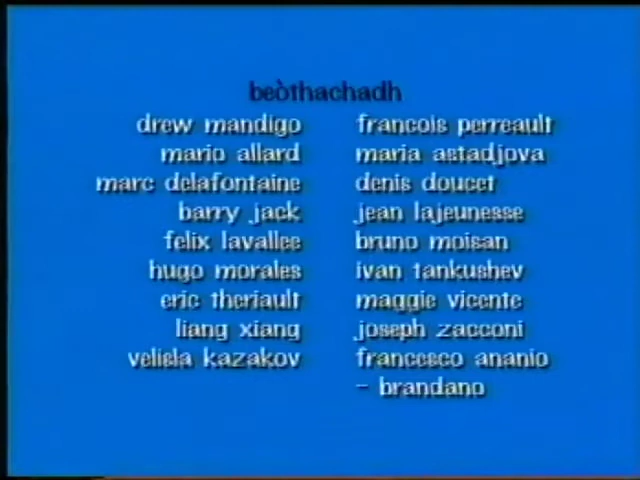 beòthachadh
drew mandigo francois perreault
mario allard maria astadjova
marc delafontaine denis doucet
barry jack jean lajeunesse
felix lavallee bruno moisan
hugo morales ivan tankushev
eric theriault maggie vicente
liang xiang joseph zacconi
velisla kazakov francesco ananio
- brandano